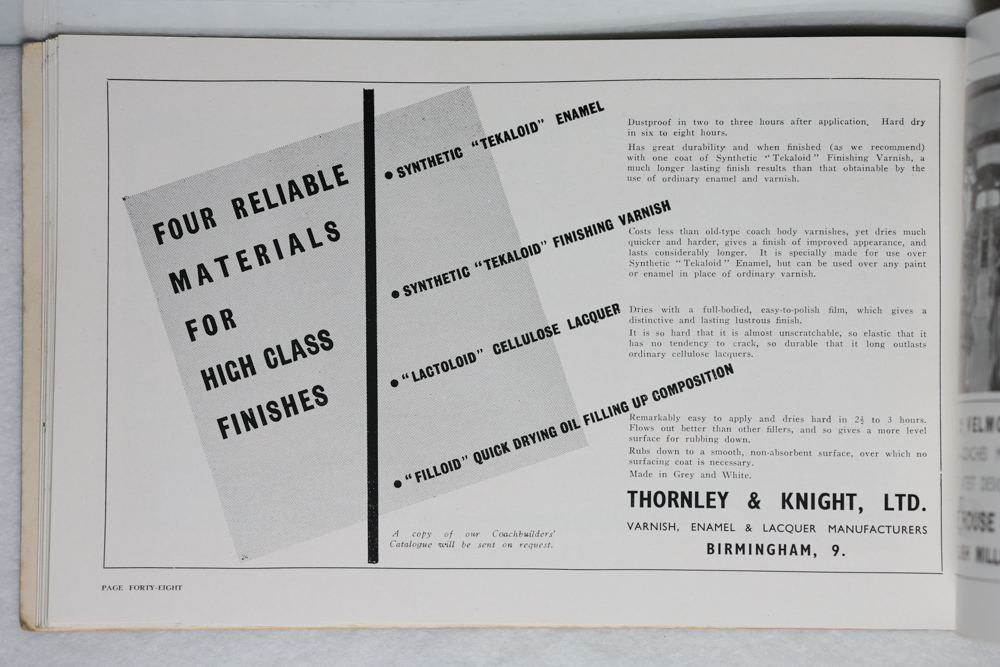 FOUR RELIABLE
MATERIALS
FOR
HIGH CLASS
FINISHES
• SYNTHETIC "TEKALOID" ENAMEL
Dustproof in two to three hours after application. Hard dry
in six to eight hours.
Has great durability and when finished (as we recommend)
with one coat of Synthetic "Tekaloid" Finishing Varnish, a
much longer lasting finish results than that obtainable by the
use of ordinary enamel and varnish.
• SYNTHETIC "TEKALOID" FINISHING VARNISH
Costs less than old-type coach body varnishes, yet dries much
quicker and harder, gives a finish of improved appearance, and
lasts considerably longer. It is specially made for use over
Synthetic "Tekaloid" Enamel, but can be used over any paint
or enamel in place of ordinary varnish.
• "LACTOLOID" CELLULOSE LACQUER
Dries with a full-bodied, easy-to-polish film, which gives a
distinctive and lasting lustrous finish.
It is so hard that it is almost unscratchable, so elastic that it
has no tendency to crack, so durable that it long outlasts
ordinary cellulose lacquers.
• "FILLOID" QUICK DRYING OIL FILLING UP COMPOSITION
Remarkably easy to apply and dries hard in 2½ to 3 hours.
Flows out better than other fillers, and so gives a more level
surface for rubbing down.
Rubs down to a smooth, non-absorbent surface, over which no
surfacing coat is necessary.
Made in Grey and White.
A copy of our Coachbuilders'
Catalogue will be sent on request.
THORNLEY & KNIGHT, LTD.
VARNISH, ENAMEL & LACQUER MANUFACTURERS
BIRMINGHAM, 9.
PAGE FORTY-EIGHT